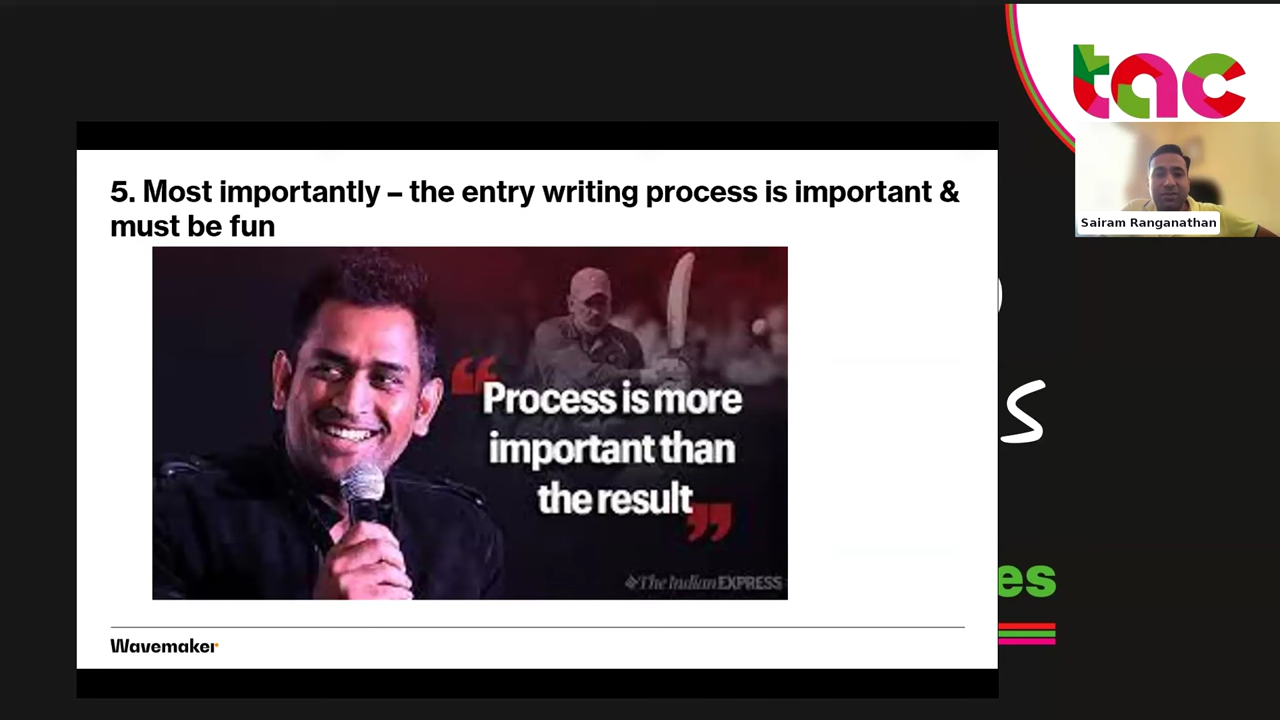 tac
5. Most importantly – the entry writing process is important &
must be fun
“Process is more
important than
the result”
The Indian EXPRESS
Wavemaker
Sairam Ranganathan
s
es